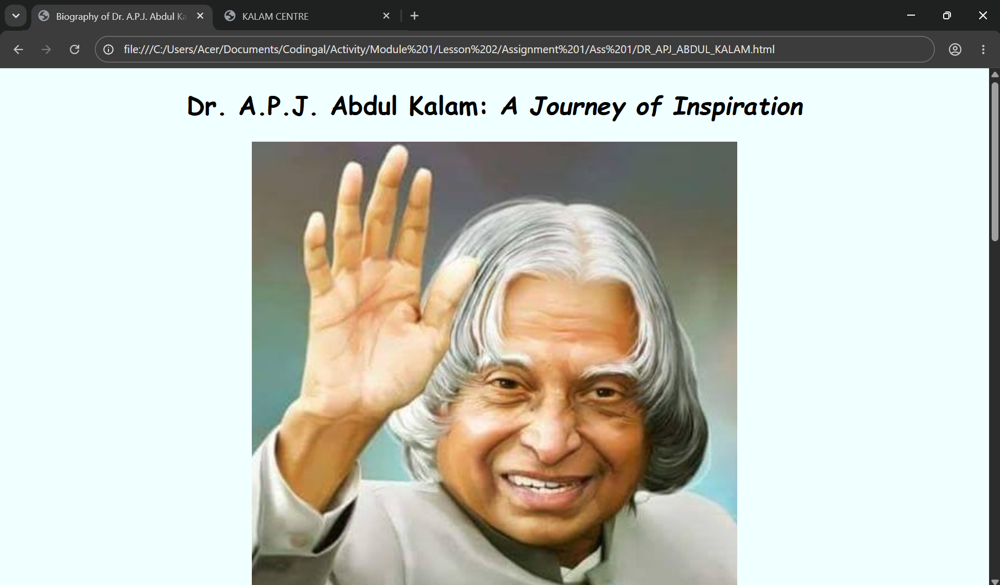 Biography of Dr. A.P.J. Abdul Ka
KALAM CENTRE
file:///C:/Users/Acer/Documents/Codingal/Activity/Module%201/Lesson%202/Assignment%201/Ass%201/DR_APJ_ABDUL_KALAM.html
Dr. A.P.J. Abdul Kalam: A Journey of Inspiration